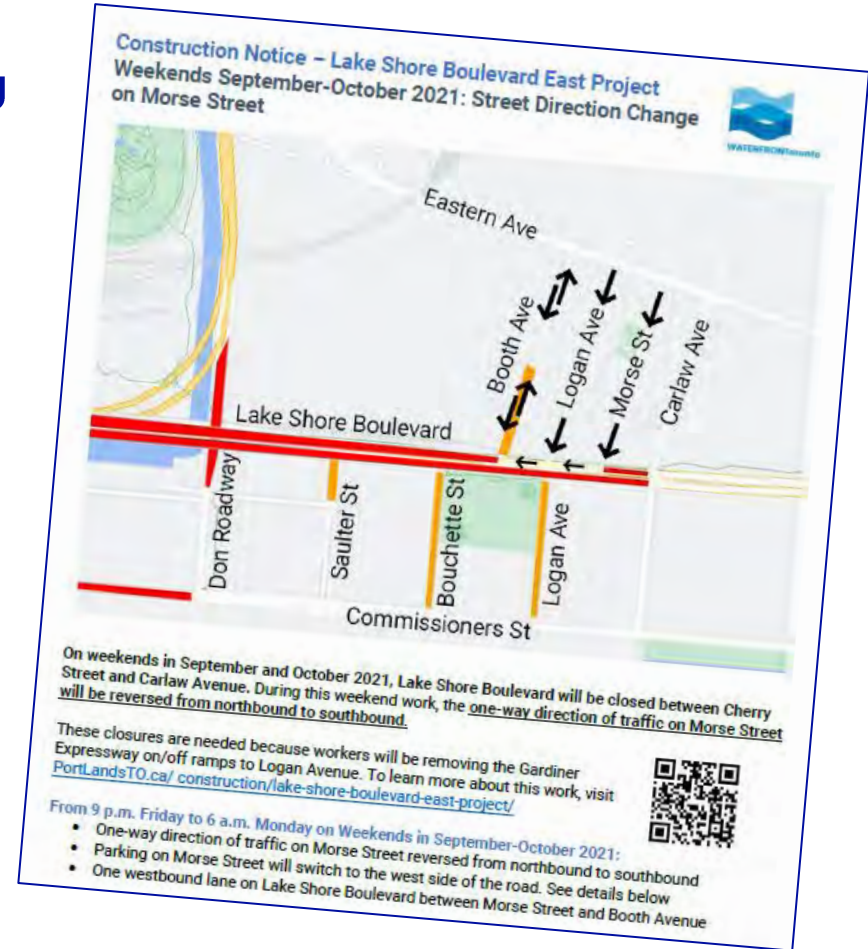 Construction Notice – Lake Shore Boulevard East Project
Weekends September-October 2021: Street Direction Change
on Morse Street
WATERFRONToronto
Eastern Ave
Booth Ave
Logan Ave
Morse St
Carlaw Ave
Lake Shore Boulevard
Don Roadway
Saulter St
Bouchette St
Logan Ave
Commissioners St
On weekends in September and October 2021, Lake Shore Boulevard will be closed between Cherry
Street and Carlaw Avenue. During this weekend work, the one-way direction of traffic on Morse Street
will be reversed from northbound to southbound.
These closures are needed because workers will be removing the Gardiner
Expressway on/off ramps to Logan Avenue. To learn more about this work, visit
PortLandsTO.ca/ construction/lake-shore-boulevard-east-project/
From 9 p.m. Friday to 6 a.m. Monday on Weekends in September-October 2021:
• One-way direction of traffic on Morse Street reversed from northbound to southbound
• Parking on Morse Street will switch to the west side of the road. See details below
• One westbound lane on Lake Shore Boulevard between Morse Street and Booth Avenue